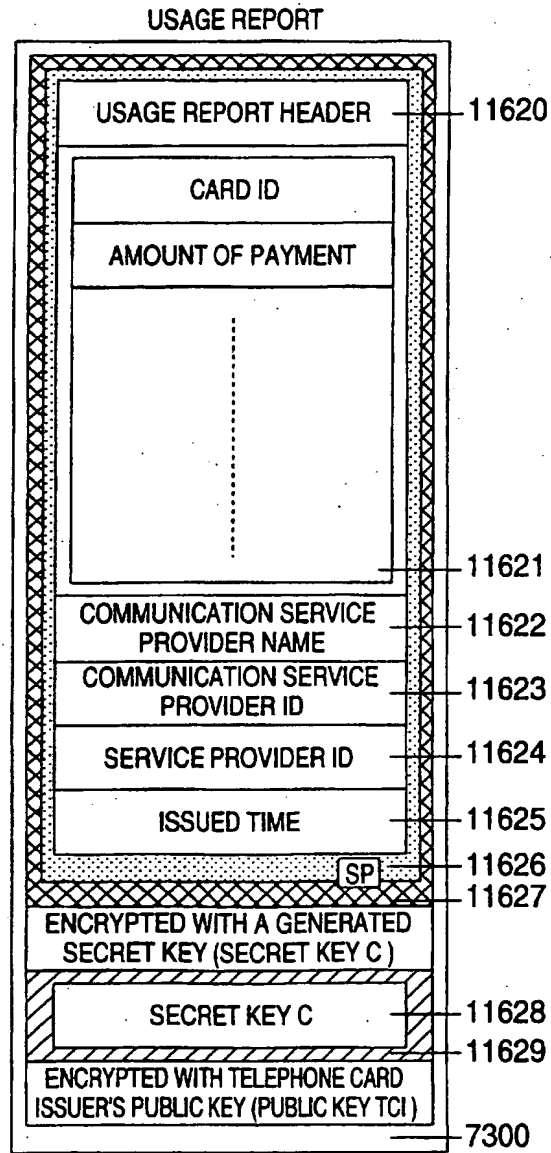 USAGE REPORT
USAGE REPORT HEADER
11620
CARD ID
AMOUNT OF PAYMENT
11621
COMMUNICATION SERVICE
PROVIDER NAME
11622
COMMUNICATION SERVICE
PROVIDER ID
11623
SERVICE PROVIDER ID
11624
ISSUED TIME
11625
SP
11626
11627
ENCRYPTED WITH A GENERATED
SECRET KEY (SECRET KEY C )
SECRET KEY C
11628
11629
ENCRYPTED WITH TELEPHONE CARD
ISSUER'S PUBLIC KEY (PUBLIC KEY TCI )
7300